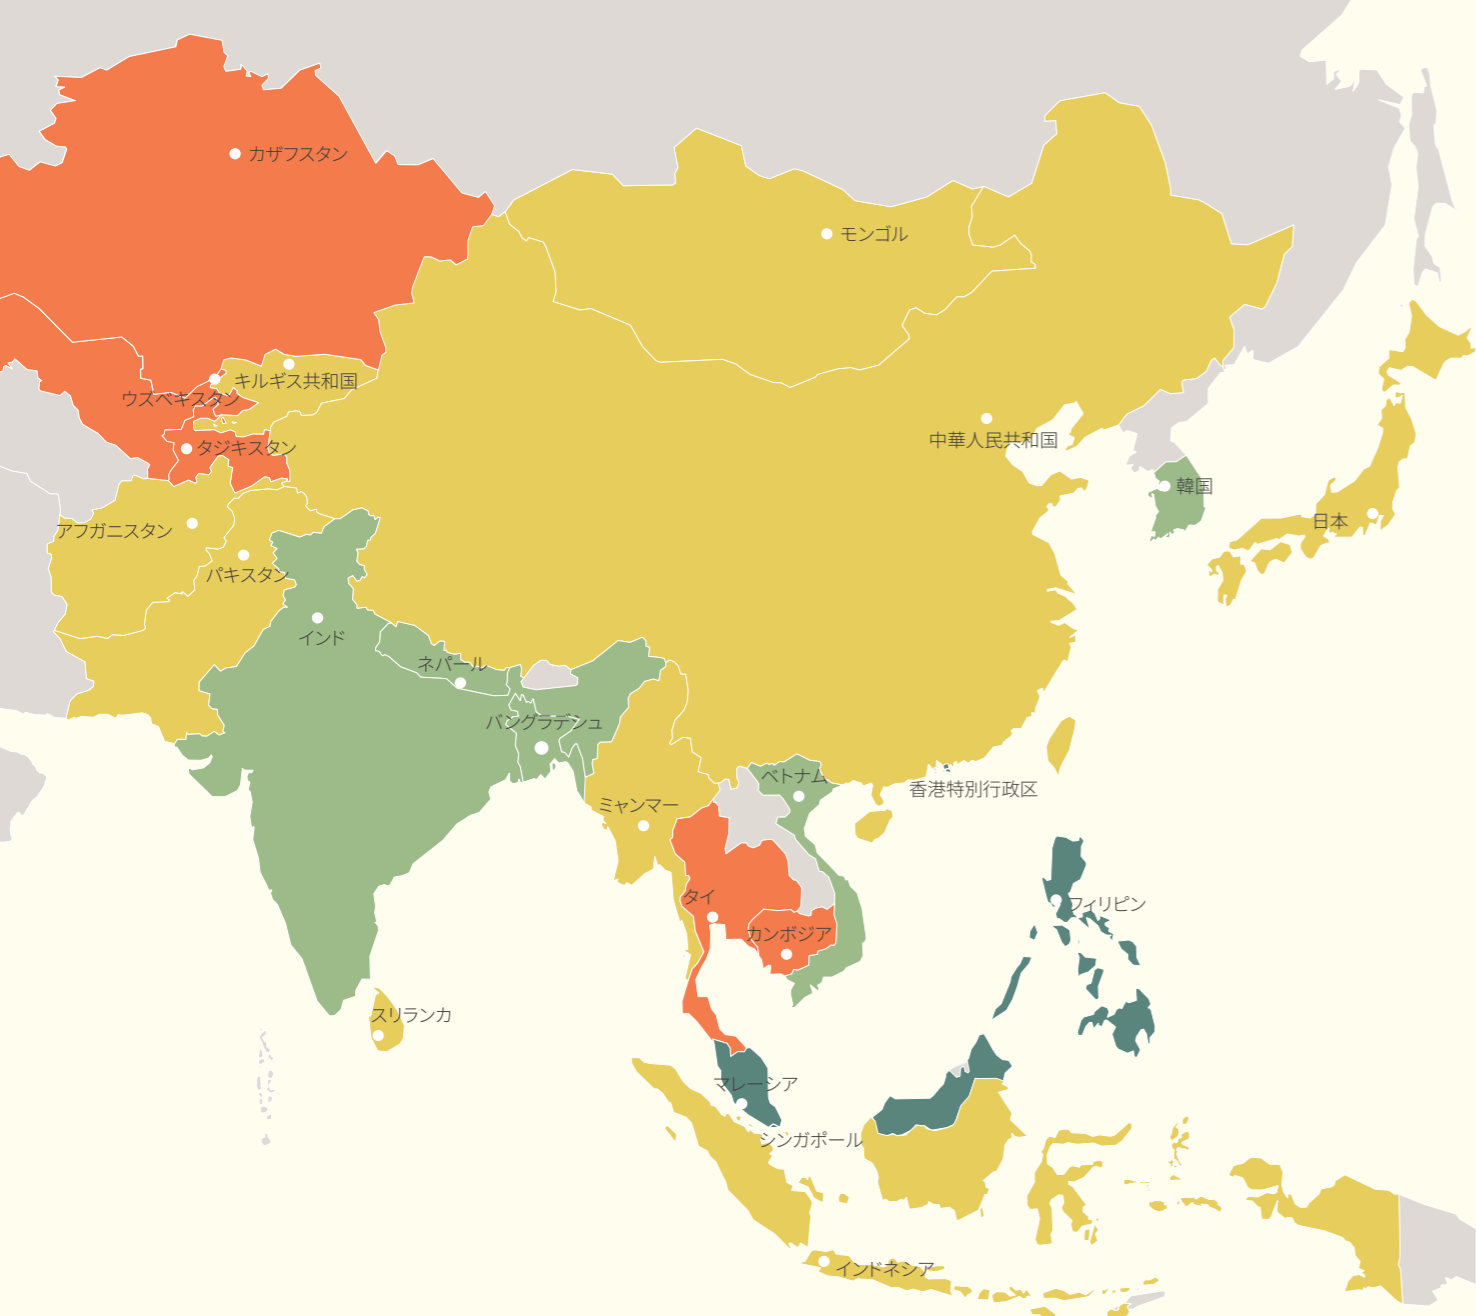 カザフスタン
モンゴル
キルギス共和国
ウズベキスタン
中華人民共和国
タジキスタン
韓国
日本
アフガニスタン
パキスタン
インド
ネパール
バングラデシュ
ベトナム
香港特別行政区
ミャンマー
タイ
フィリピン
カンボジア
スリランカ
マレーシア
シンガポール
インドネシア